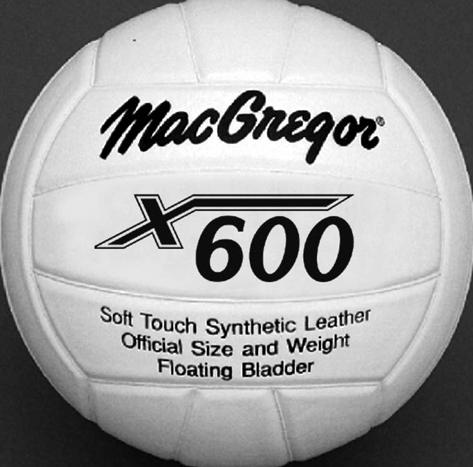 MacGregor®
X600
Soft Touch Synthetic Leather
Official Size and Weight
Floating Bladder